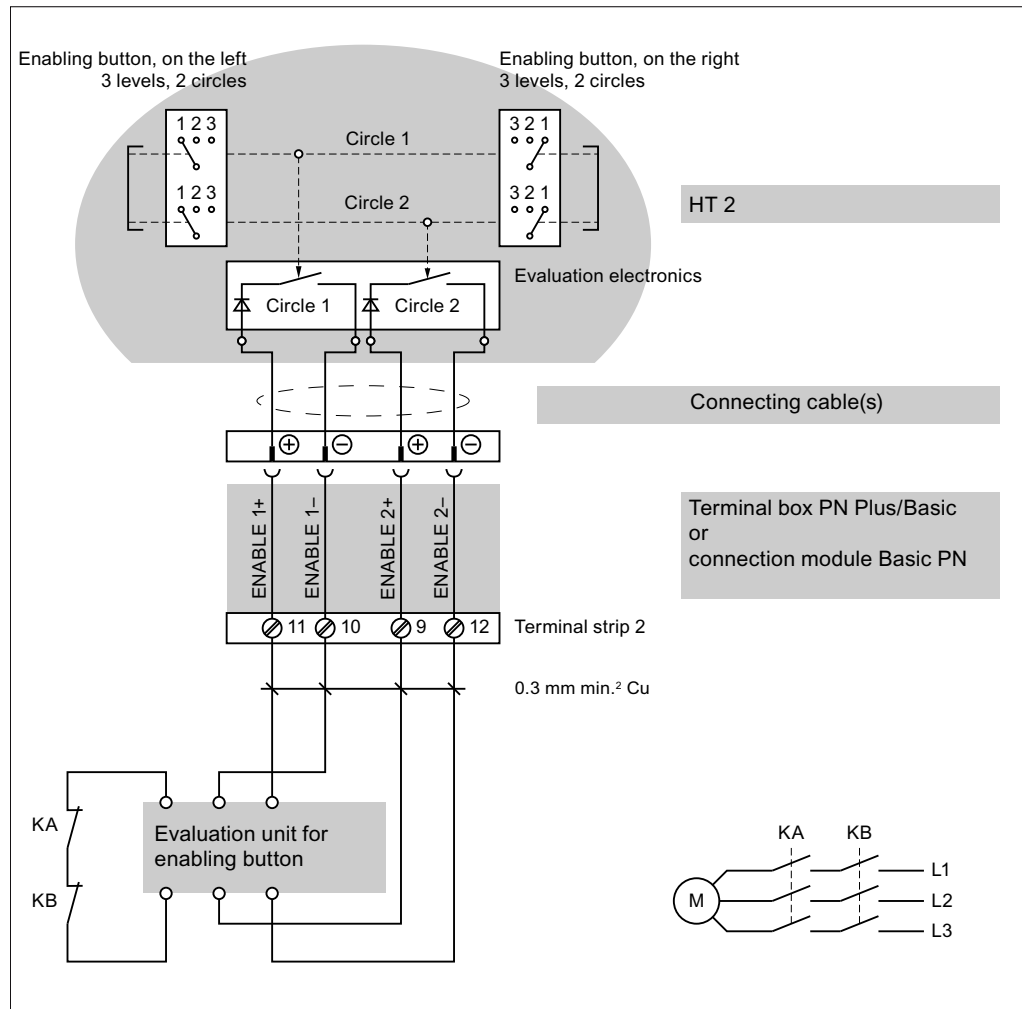 Enabling button, on the left
3 levels, 2 circles
Enabling button, on the right
3 levels, 2 circles
1 2 3
3 2 1
Circle 1
1 2 3
3 2 1
Circle 2
HT 2
Evaluation electronics
Circle 1
Circle 2
Connecting cable(s)
+ − + −
ENABLE 1+
ENABLE 1–
ENABLE 2+
ENABLE 2–
Terminal box PN Plus/Basic
or
connection module Basic PN
11 10 9 12
Terminal strip 2
0.3 mm min.² Cu
KA
KB
Evaluation unit for
enabling button
KA KB
M
L1
L2
L3